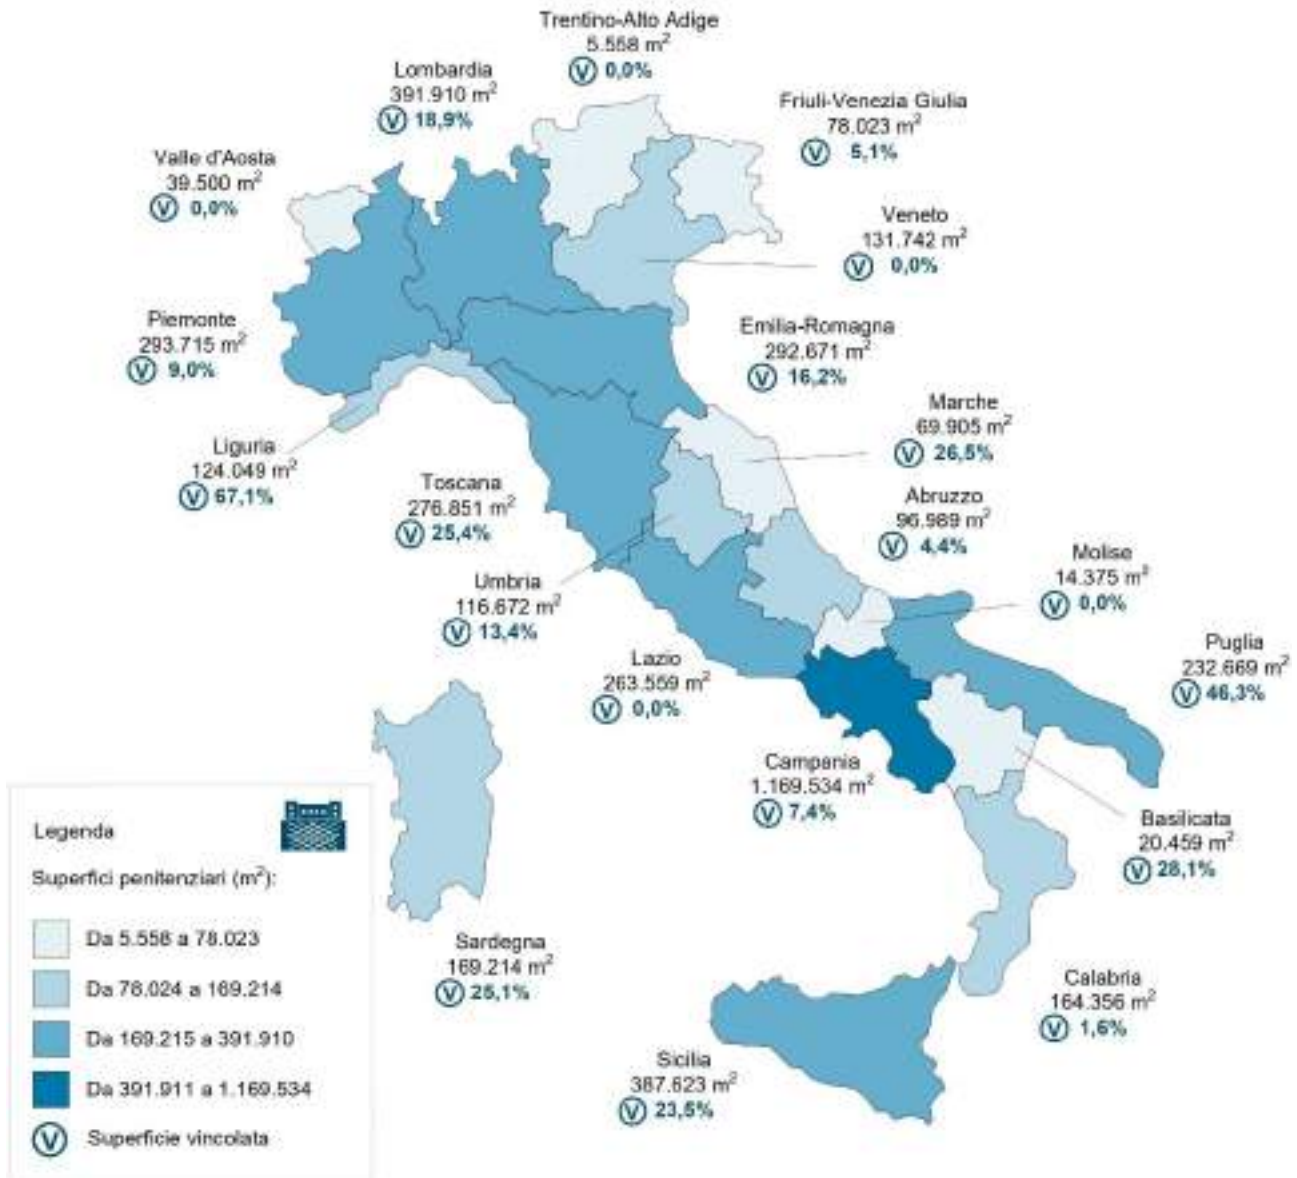 Trentino-Alto Adige
5.558 m²
V 0,0%
Lombardia
391.910 m²
V 18,9%
Friuli-Venezia Giulia
78.023 m²
V 5,1%
Valle d'Aosta
39.500 m²
V 0,0%
Veneto
131.742 m²
V 0,0%
Piemonte
293.715 m²
V 9,0%
Emilia-Romagna
292.671 m²
V 16,2%
Marche
69.905 m²
V 26,5%
Liguria
124.049 m²
V 67,1%
Toscana
276.851 m²
V 25,4%
Abruzzo
96.989 m²
V 4,4%
Molise
14.375 m²
V 0,0%
Umbria
116.672 m²
V 13,4%
Puglia
232.669 m²
V 46,3%
Lazio
263.559 m²
V 0,0%
Campania
1.169.534 m²
V 7,4%
Basilicata
20.459 m²
V 28,1%
Sardegna
169.214 m²
V 25,1%
Calabria
164.356 m²
V 1,6%
Sicilia
387.623 m²
V 23,5%
Legenda
Superfici penitenziari (m²):
Da 5.558 a 78.023
Da 78.024 a 169.214
Da 169.215 a 391.910
Da 391.911 a 1.169.534
V Superficie vincolata